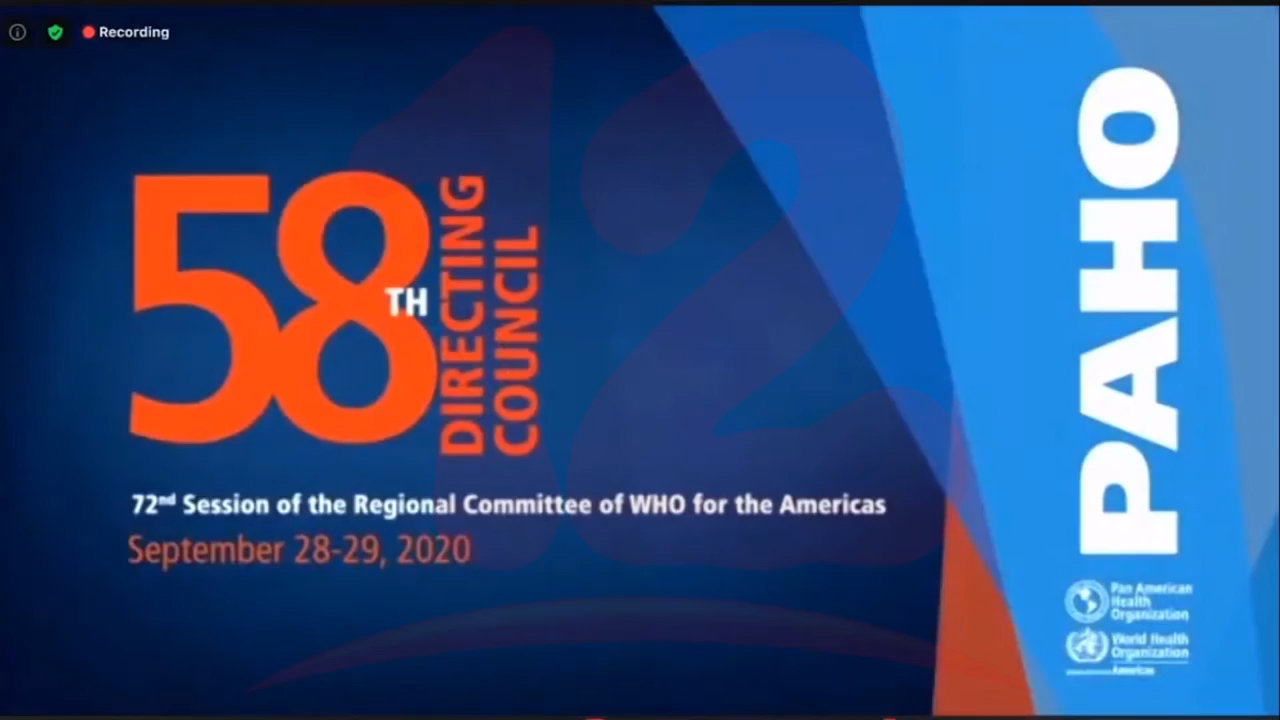 Recording
58TH
DIRECTING
COUNCIL
72nd Session of the Regional Committee of WHO for the Americas
September 28-29, 2020
PAHO
Pan American
Health
Organization
World Health
Organization
Americas
12